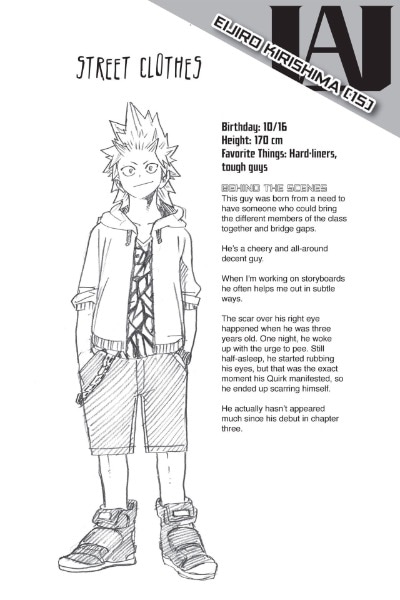 UA
EIJIRO KIRISHIMA (15)
STREET CLOTHES
Birthday: 10/16
Height: 170 cm
Favorite Things: Hard-liners,
tough guys
BEHIND THE SCENES
This guy was born from a need to
have someone who could bring
the different members of the class
together and bridge gaps.
He's a cheery and all-around
decent guy.
When I'm working on storyboards
he often helps me out in subtle
ways.
The scar over his right eye
happened when he was three
years old. One night, he woke
up with the urge to pee. Still
half-asleep, he started rubbing
his eyes, but that was the exact
moment his Quirk manifested, so
he ended up scarring himself.
He actually hasn't appeared
much since his debut in chapter
three.